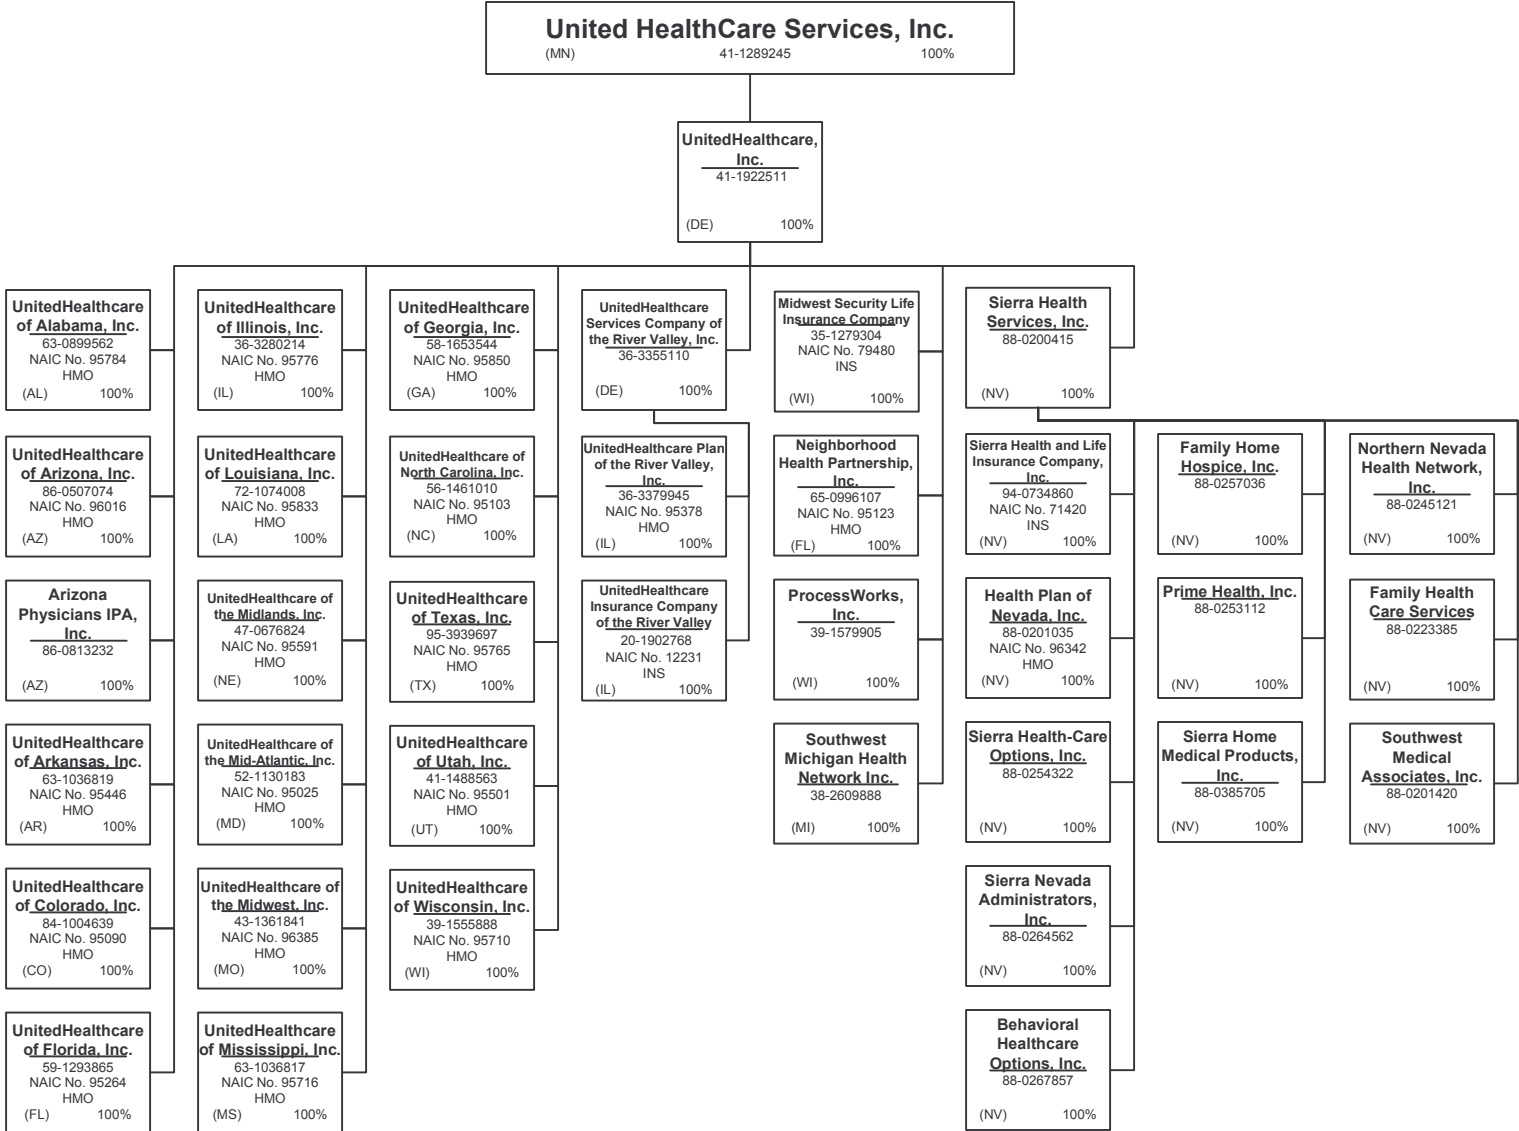 United HealthCare Services, Inc.
(MN) 41-1289245 100%
UnitedHealthcare,
Inc.
41-1922511
(DE) 100%
UnitedHealthcare
of Alabama, Inc.
63-0899562
NAIC No. 95784
HMO
(AL) 100%
UnitedHealthcare
of Illinois, Inc.
36-3280214
NAIC No. 95776
HMO
(IL) 100%
UnitedHealthcare
of Georgia, Inc.
58-1653544
NAIC No. 95850
HMO
(GA) 100%
UnitedHealthcare
Services Company of
the River Valley, Inc.
36-3355110
(DE) 100%
Midwest Security Life
Insurance Company
35-1279304
NAIC No. 79480
INS
(WI) 100%
Sierra Health
Services, Inc.
88-0200415
(NV) 100%
UnitedHealthcare
of Arizona, Inc.
86-0507074
NAIC No. 96016
HMO
(AZ) 100%
UnitedHealthcare
of Louisiana, Inc.
72-1074008
NAIC No. 95833
HMO
(LA) 100%
UnitedHealthcare of
North Carolina, Inc.
56-1461010
NAIC No. 95103
HMO
(NC) 100%
UnitedHealthcare Plan
of the River Valley,
Inc.
36-3379945
NAIC No. 95378
HMO
(IL) 100%
Neighborhood
Health Partnership,
Inc.
65-0996107
NAIC No. 95123
HMO
(FL) 100%
Sierra Health and Life
Insurance Company,
Inc.
94-0734860
NAIC No. 71420
INS
(NV) 100%
Family Home
Hospice, Inc.
88-0257036
(NV) 100%
Northern Nevada
Health Network,
Inc.
88-0245121
(NV) 100%
Arizona
Physicians IPA,
Inc.
86-0813232
(AZ) 100%
UnitedHealthcare of
the Midlands, Inc.
47-0676824
NAIC No. 95591
HMO
(NE) 100%
UnitedHealthcare
of Texas, Inc.
95-3939697
NAIC No. 95765
HMO
(TX) 100%
UnitedHealthcare
Insurance Company
of the River Valley
20-1902768
NAIC No. 12231
INS
(IL) 100%
ProcessWorks,
Inc.
39-1579905
(WI) 100%
Health Plan of
Nevada, Inc.
88-0201035
NAIC No. 96342
HMO
(NV) 100%
Prime Health, Inc.
88-0253112
(NV) 100%
Family Health
Care Services
88-0223385
(NV) 100%
UnitedHealthcare
of Arkansas, Inc.
63-1036819
NAIC No. 95446
HMO
(AR) 100%
UnitedHealthcare of
the Mid-Atlantic, Inc.
52-1130183
NAIC No. 95025
HMO
(MD) 100%
UnitedHealthcare
of Utah, Inc.
41-1488563
NAIC No. 95501
HMO
(UT) 100%
Southwest
Michigan Health
Network Inc.
38-2609888
(MI) 100%
Sierra Health-Care
Options, Inc.
88-0254322
(NV) 100%
Sierra Home
Medical Products,
Inc.
88-0385705
(NV) 100%
Southwest
Medical
Associates, Inc.
88-0201420
(NV) 100%
UnitedHealthcare
of Colorado, Inc.
84-1004639
NAIC No. 95090
HMO
(CO) 100%
UnitedHealthcare of
the Midwest, Inc.
43-1361841
NAIC No. 96385
HMO
(MO) 100%
UnitedHealthcare
of Wisconsin, Inc.
39-1555888
NAIC No. 95710
HMO
(WI) 100%
Sierra Nevada
Administrators,
Inc.
88-0264562
(NV) 100%
UnitedHealthcare
of Florida, Inc.
59-1293865
NAIC No. 95264
HMO
(FL) 100%
UnitedHealthcare
of Mississippi, Inc.
63-1036817
NAIC No. 95716
HMO
(MS) 100%
Behavioral
Healthcare
Options, Inc.
88-0267857
(NV) 100%